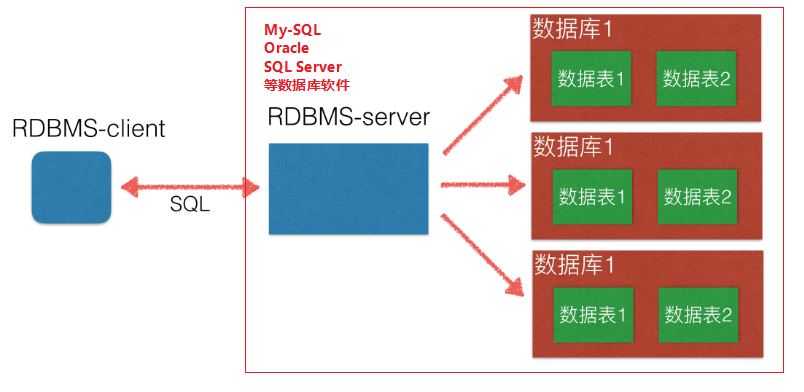 My-SQL
Oracle
SQL Server
等数据库软件
RDBMS-client
SQL
RDBMS-server
数据库1
数据表1
数据表2
数据库1
数据表1
数据表2
数据库1
数据表1
数据表2